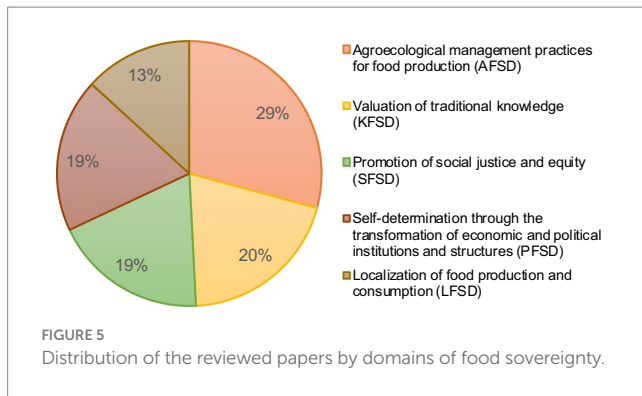 29%
20%
19%
19%
13%
Agroecological management practices
for food production (AFSD)
Valuation of traditional knowledge
(KFSD)
Promotion of social justice and equity
(SFSD)
Self-determination through the
transformation of economic and political
institutions and structures (PFSD)
Localization of food production and
consumption (LFSD)
FIGURE 5
Distribution of the reviewed papers by domains of food sovereignty.